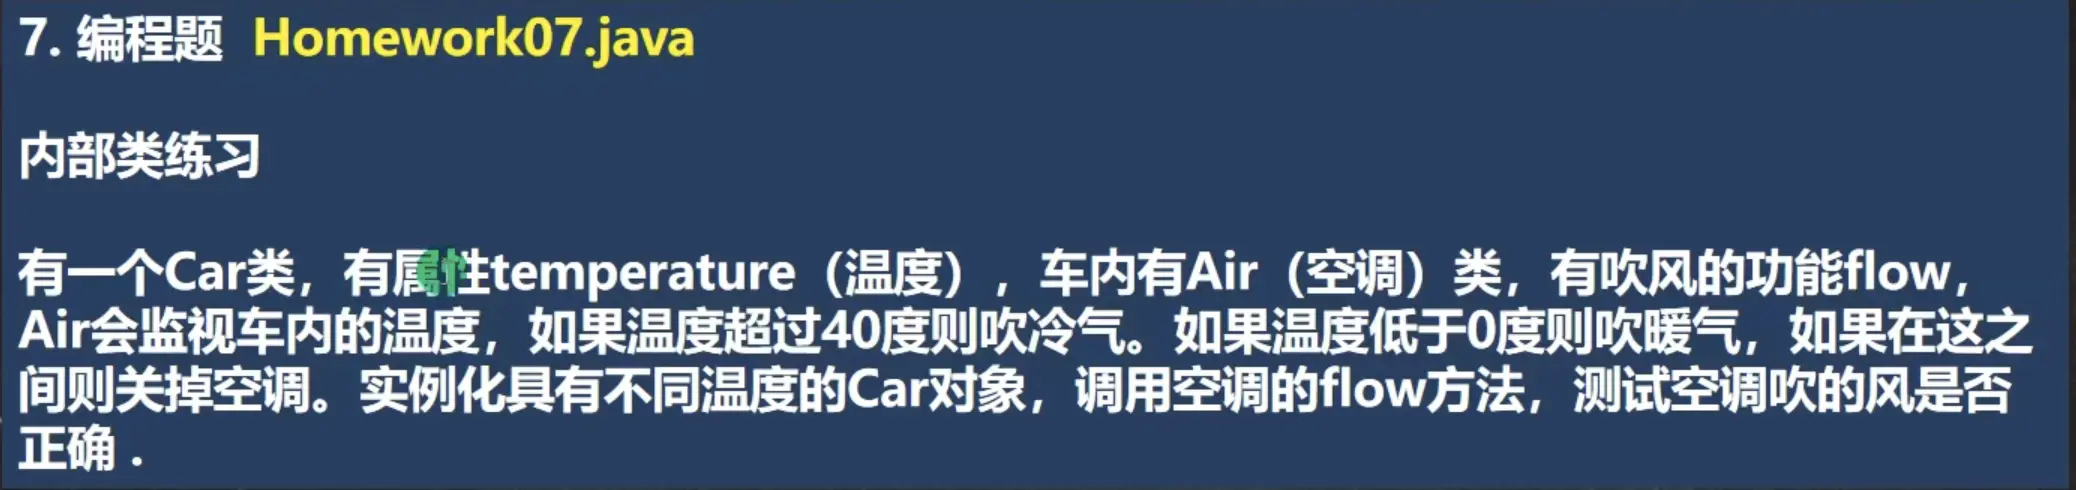 7. 编程题 Homework07.java
内部类练习
有一个Car类，有属性temperature（温度），车内有Air（空调）类，有吹风的功能flow，
Air会监视车内的温度，如果温度超过40度则吹冷气。如果温度低于0度则吹暖气，如果在这之
间则关掉空调。实例化具有不同温度的Car对象，调用空调的flow方法，测试空调吹的风是否
正确．